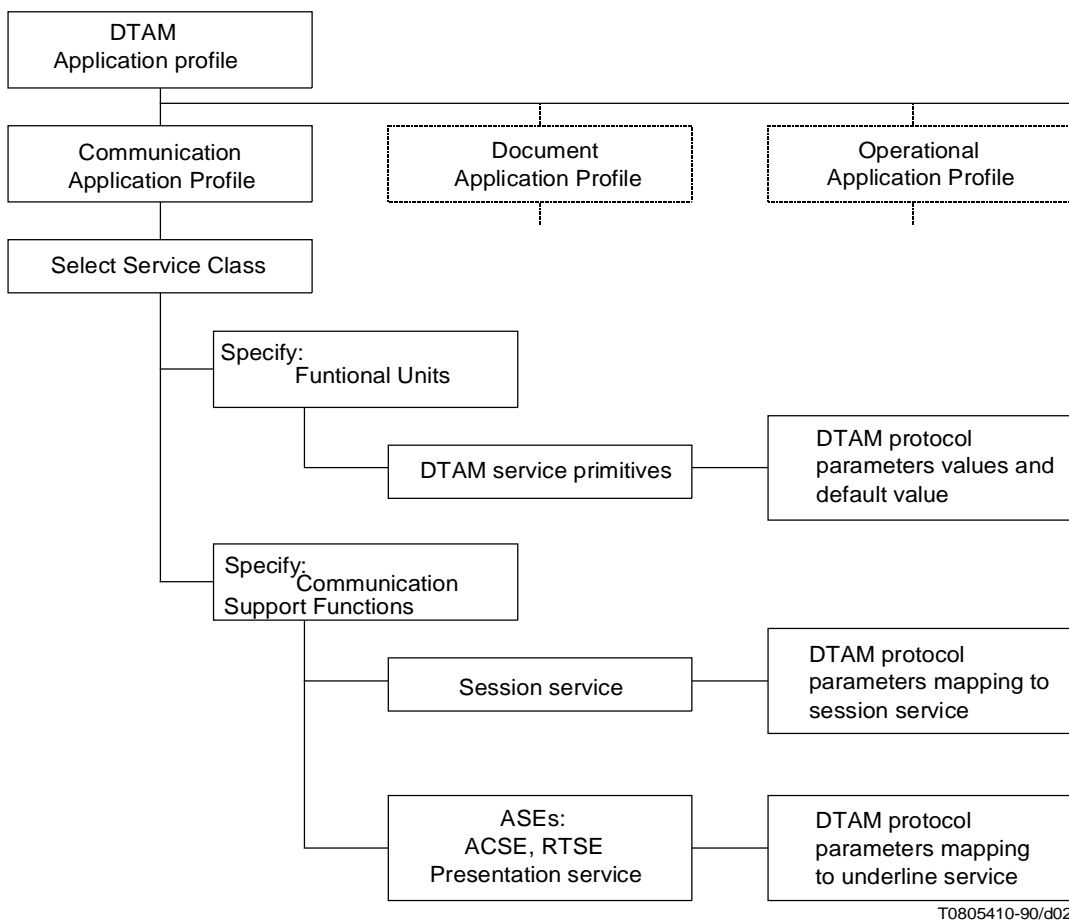 DTAM
Application profile
Communication
Application Profile
Document
Application Profile
Operational
Application Profile
Select Service Class
Specify:
Funtional Units
DTAM service primitives
DTAM protocol
parameters values and
default value
Specify:
Communication
Support Functions
Session service
DTAM protocol
parameters mapping to
session service
ASEs:
ACSE, RTSE
Presentation service
DTAM protocol
parameters mapping
to underline service
T0805410-90/d02